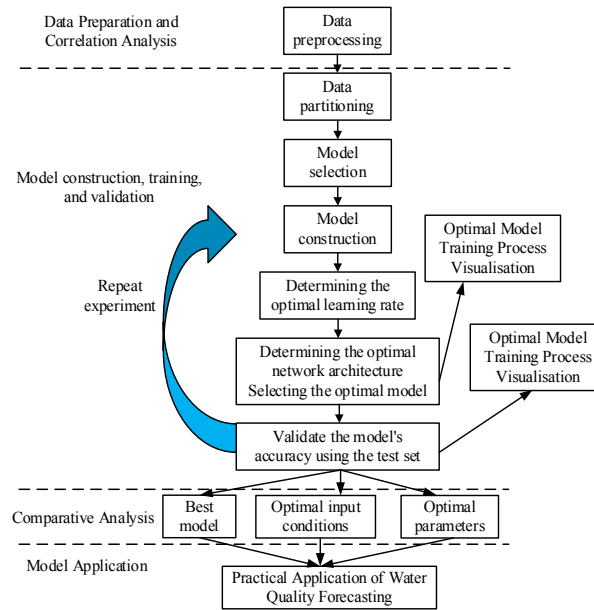 Data Preparation and
Correlation Analysis
Data
preprocessing
Data
partitioning
Model construction, training,
and validation
Model
selection
Model
construction
Repeat
experiment
Determining the
optimal learning rate
Optimal Model
Training Process
Visualisation
Determining the optimal
network architecture
Selecting the optimal model
Optimal Model
Training Process
Visualisation
Validate the model's
accuracy using the test set
Comparative Analysis
Best
model
Optimal input
conditions
Optimal
parameters
Model Application
Practical Application of Water
Quality Forecasting